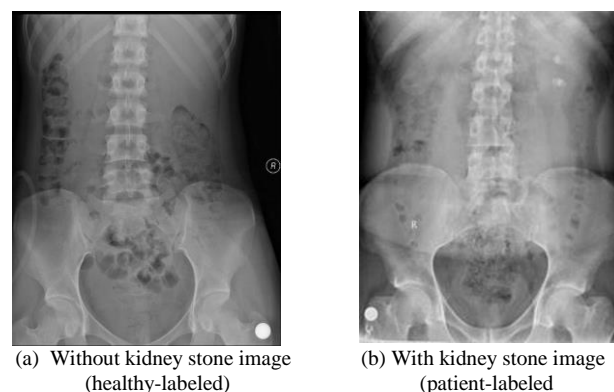 R
R
(a) Without kidney stone image
(healthy-labeled)
(b) With kidney stone image
(patient-labeled